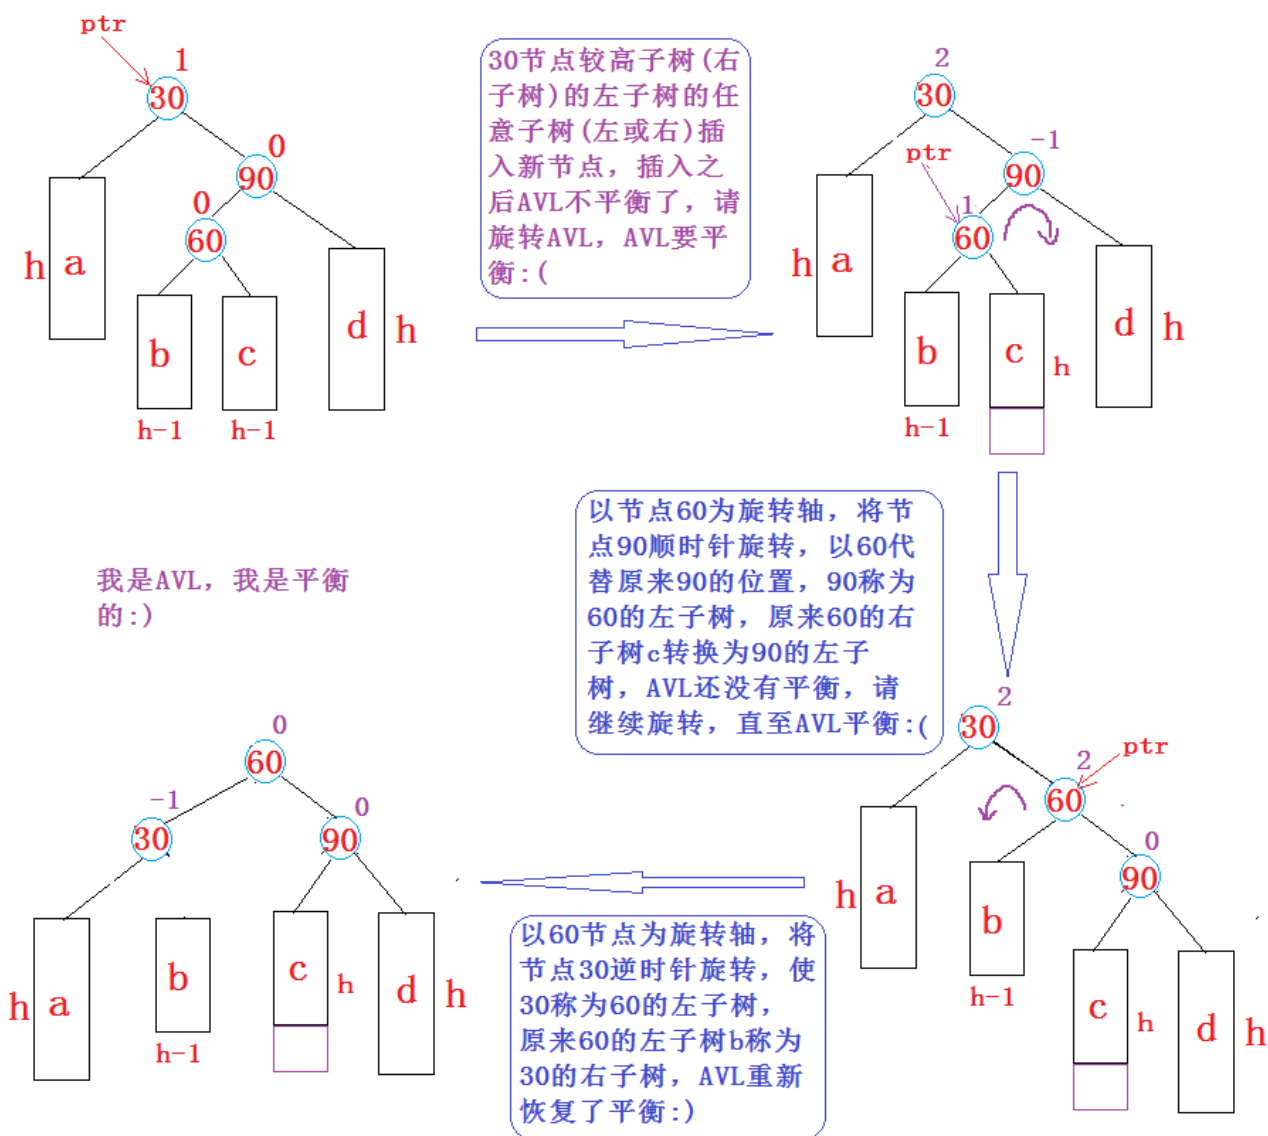 ptr
1
30
0
90
0
60
h
a
b
c
d
h
h-1
h-1
30节点较高子树(右
子树)的左子树的任
意子树(左或右)插
入新节点，插入之
后AVL不平衡了，请
旋转AVL，AVL要平
衡:(
2
30
-1
ptr
90
1
60
h
a
b
c
h
d
h
h-1
以节点60为旋转轴，将节
点90顺时针旋转，以60代
替原来90的位置，90称为
60的左子树，原来60的右
子树c转换为90的左子
树，AVL还没有平衡，请
继续旋转，直至AVL平衡:(
我是AVL，我是平衡
的:)
2
30
ptr
2
60
0
90
h
a
b
h-1
c
h
d
h
0
60
-1
30
0
90
h
a
b
h-1
c
h
d
h
以60节点为旋转轴，将
节点30逆时针旋转，使
30称为60的左子树，
原来60的左子树b称为
30的右子树，AVL重新
恢复了平衡:)